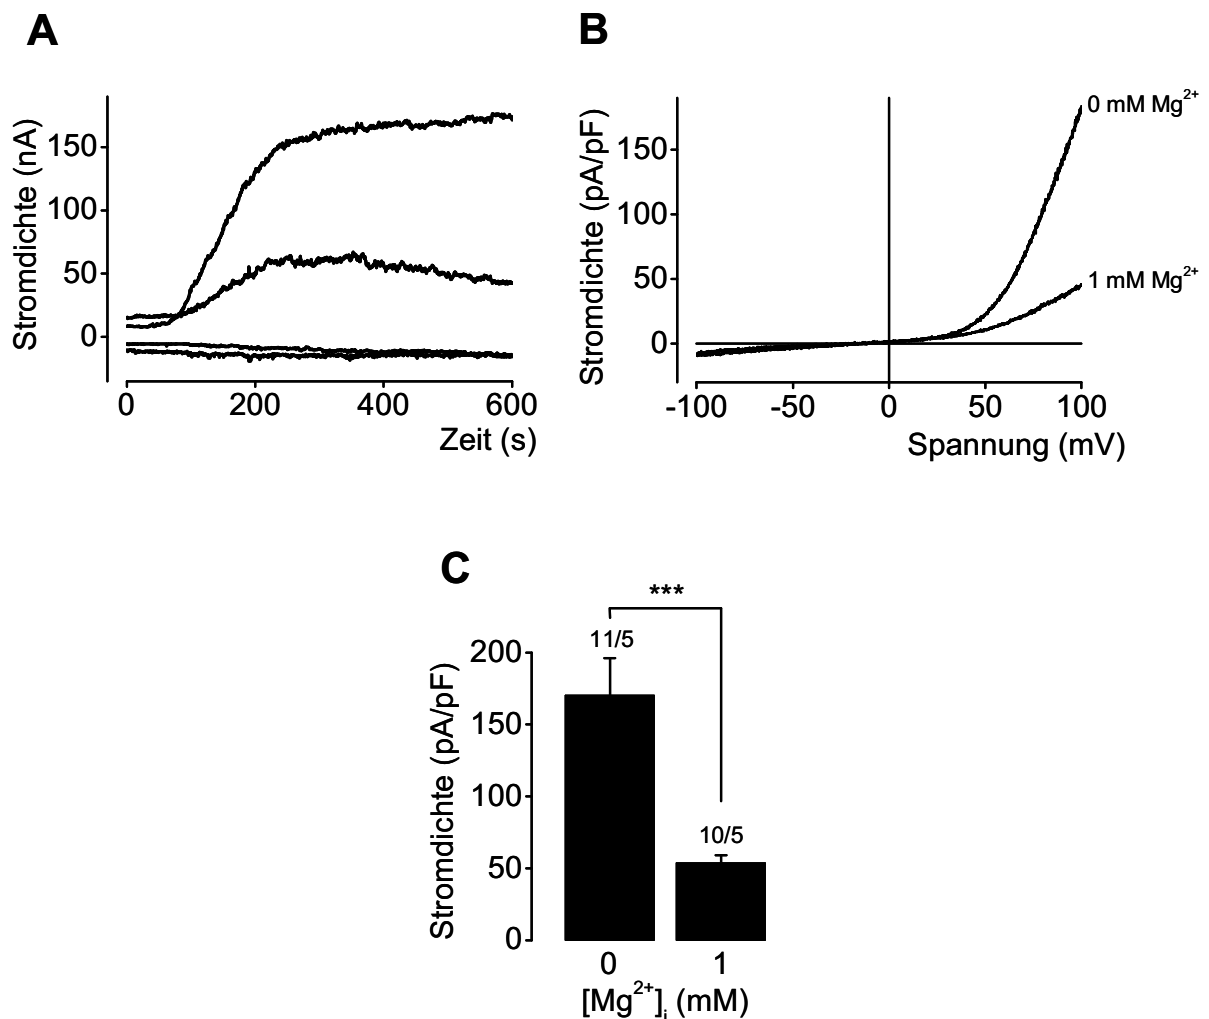 A
Stromdichte (nA)
150
100
50
0
0 200 400 600
Zeit (s)
B
Stromdichte (pA/pF)
150
100
50
0
0 mM Mg²⁺
1 mM Mg²⁺
-100 -50 0 50 100
Spannung (mV)
C
Stromdichte (pA/pF)
200
150
100
50
0
***
11/5
10/5
0 1
[Mg²⁺]ᵢ (mM)